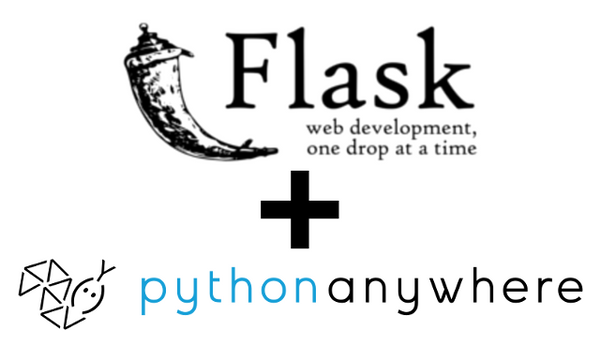 Flask
web development,
one drop at a time
+
pythonanywhere